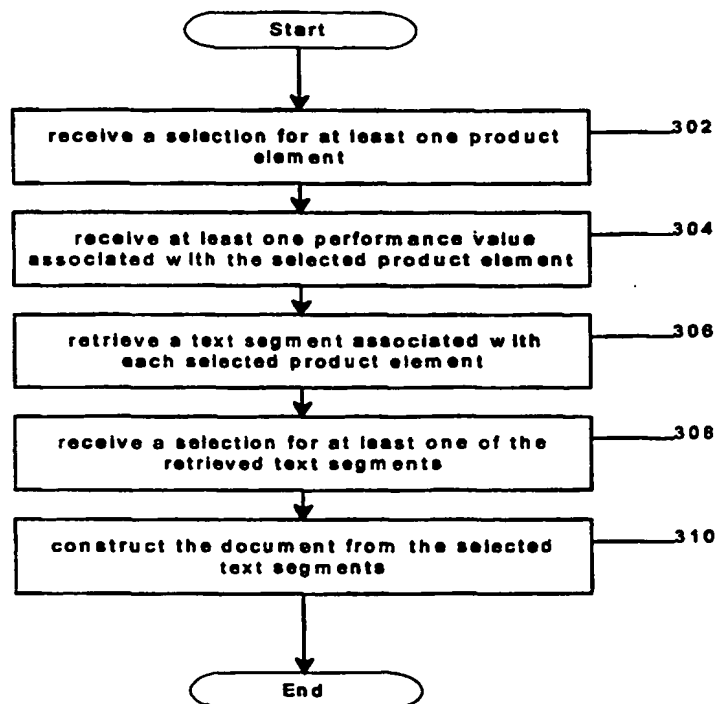 Start
receive a selection for at least one product
element
302
receive at least one performance value
associated with the selected product element
304
retrieve a text segment associated with
each selected product element
306
receive a selection for at least one of the
retrieved text segments
308
construct the document from the selected
text segments
310
End